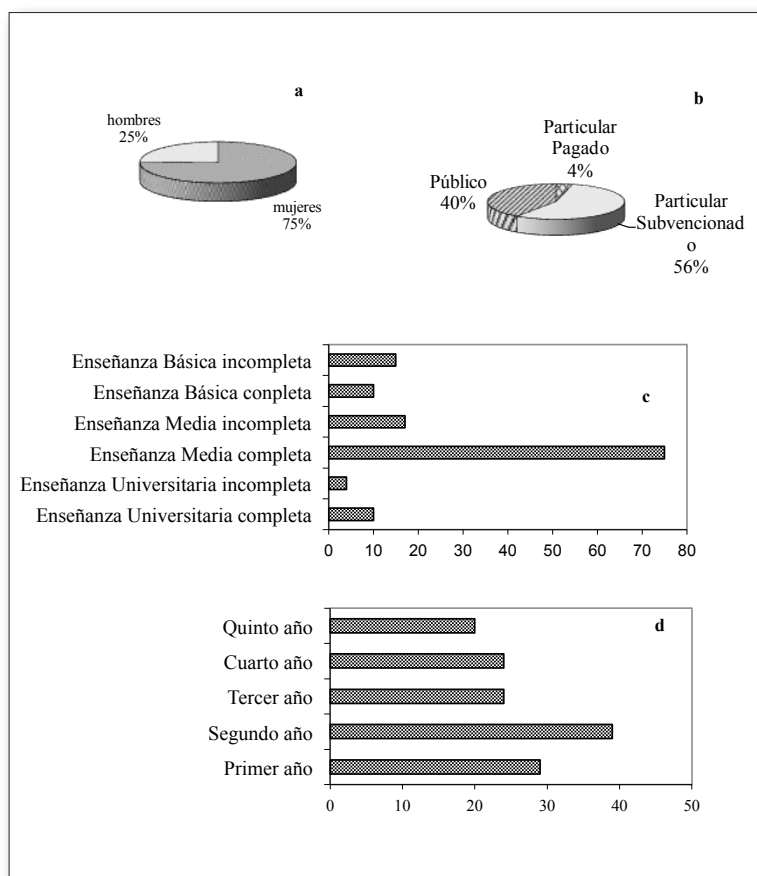 a
hombres
25%
mujeres
75%
b
Particular
Pagado
4%
Público
40%
Particular
Subvencionad
o
56%
c
Enseñanza Básica incompleta
Enseñanza Básica conpleta
Enseñanza Media incompleta
Enseñanza Media completa
Enseñanza Universitaria incompleta
Enseñanza Universitaria completa
0 10 20 30 40 50 60 70 80
d
Quinto año
Cuarto año
Tercer año
Segundo año
Primer año
0 10 20 30 40 50